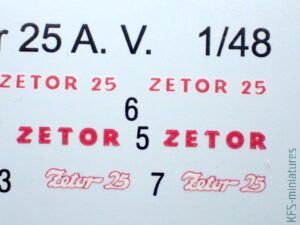 r 25 A. V. 1/48
ZETOR 25 ZETOR 25
6
ZETOR 5 ZETOR
3 Zetor 25 7 Zetor 25
KFS-miniatures